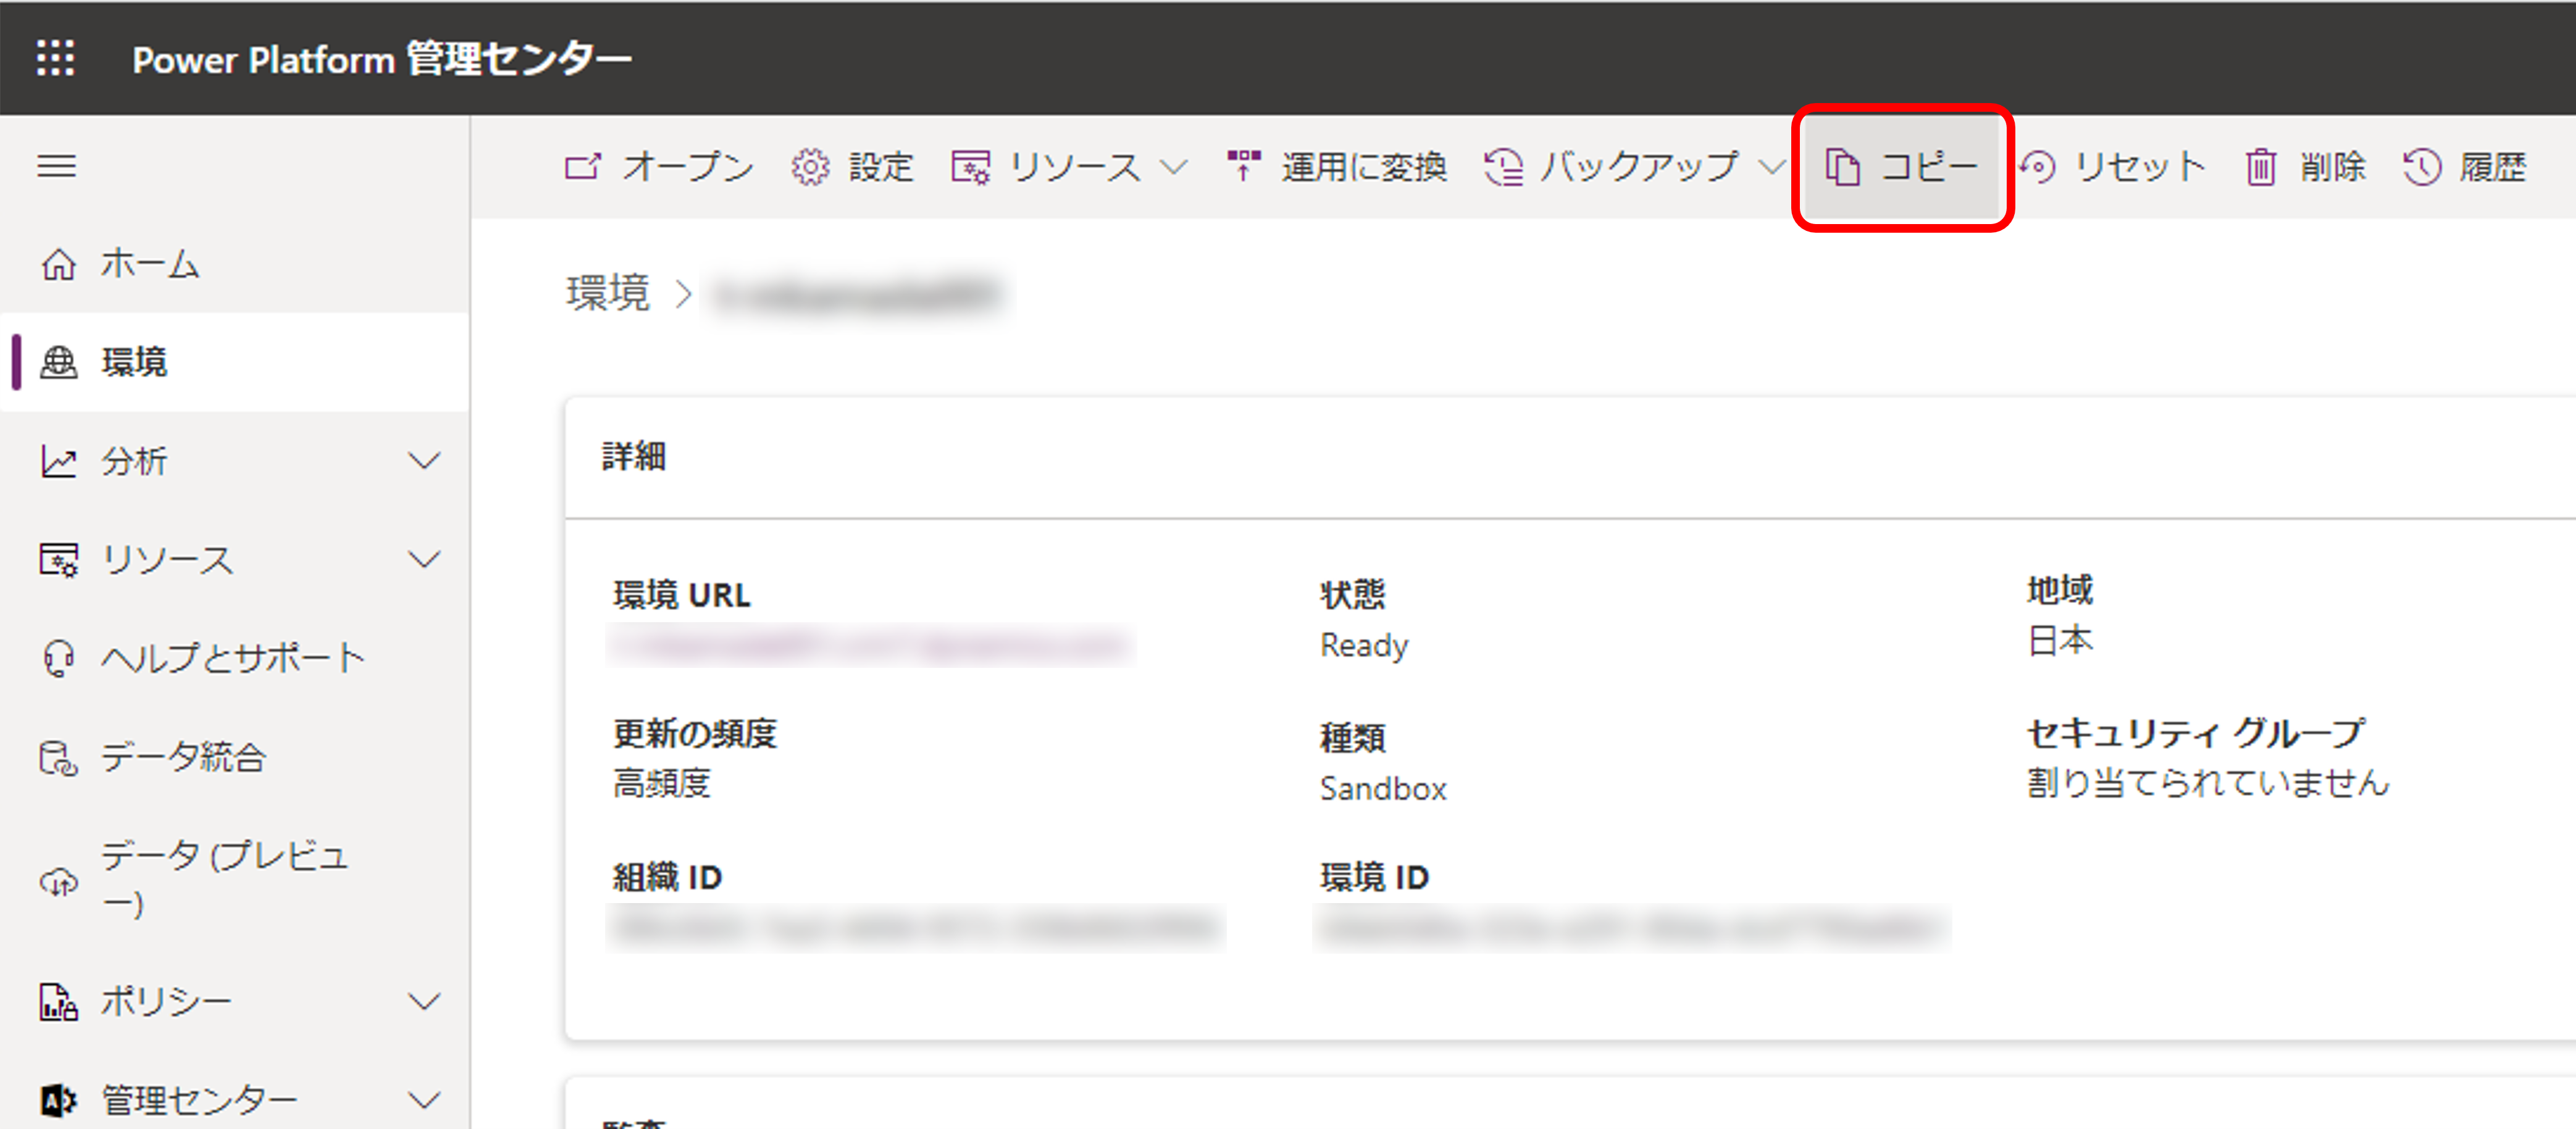 Power Platform 管理センター
オープン 設定 リソース 運用に変換 バックアップ コピー リセット 削除 履歴
ホーム
環境
分析
リソース
ヘルプとサポート
データ統合
データ (プレビュ
ー)
ポリシー
管理センター
環境 >
詳細
環境 URL
状態
Ready
地域
日本
更新の頻度
高頻度
種類
Sandbox
セキュリティ グループ
割り当てられていません
組織 ID
環境 ID